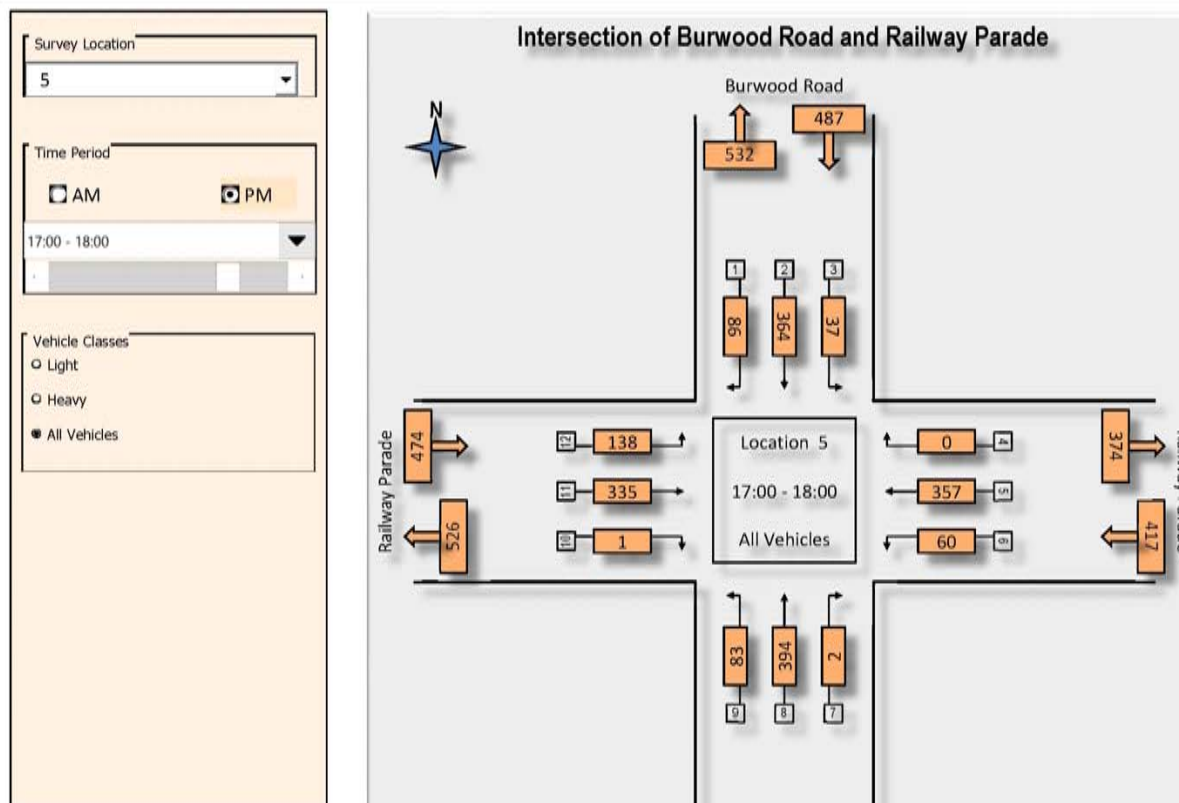 Survey Location
5
Time Period
AM
PM
17:00 - 18:00
Vehicle Classes
Light
Heavy
All Vehicles
Intersection of Burwood Road and Railway Parade
Burwood Road
N
532
487
1
2
3
86
364
37
474
Railway Parade
526
12
138
11
335
10
1
Location 5
17:00 - 18:00
All Vehicles
0
4
357
5
60
6
374
417
83
394
2
9
8
7